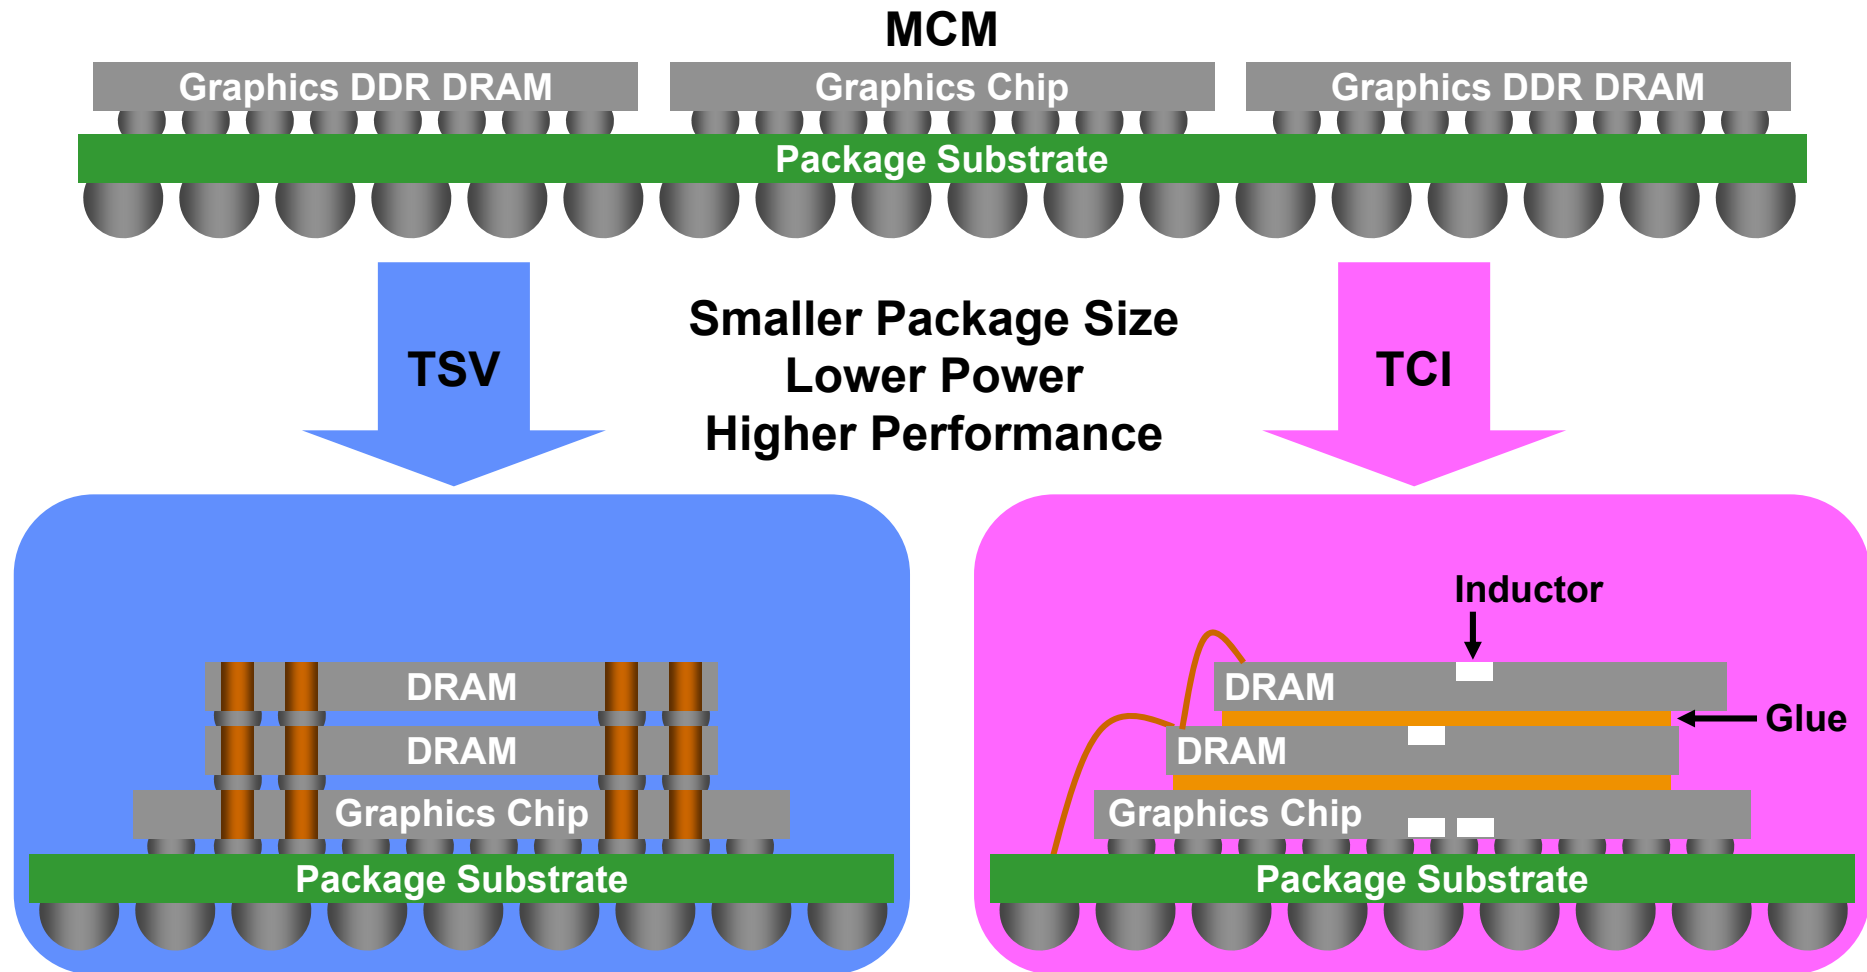 MCM
Graphics DDR DRAM
Graphics Chip
Graphics DDR DRAM
Package Substrate
TSV
Smaller Package Size
Lower Power
Higher Performance
TCI
DRAM
DRAM
Graphics Chip
Package Substrate
Inductor
DRAM
Glue
DRAM
Graphics Chip
Package Substrate